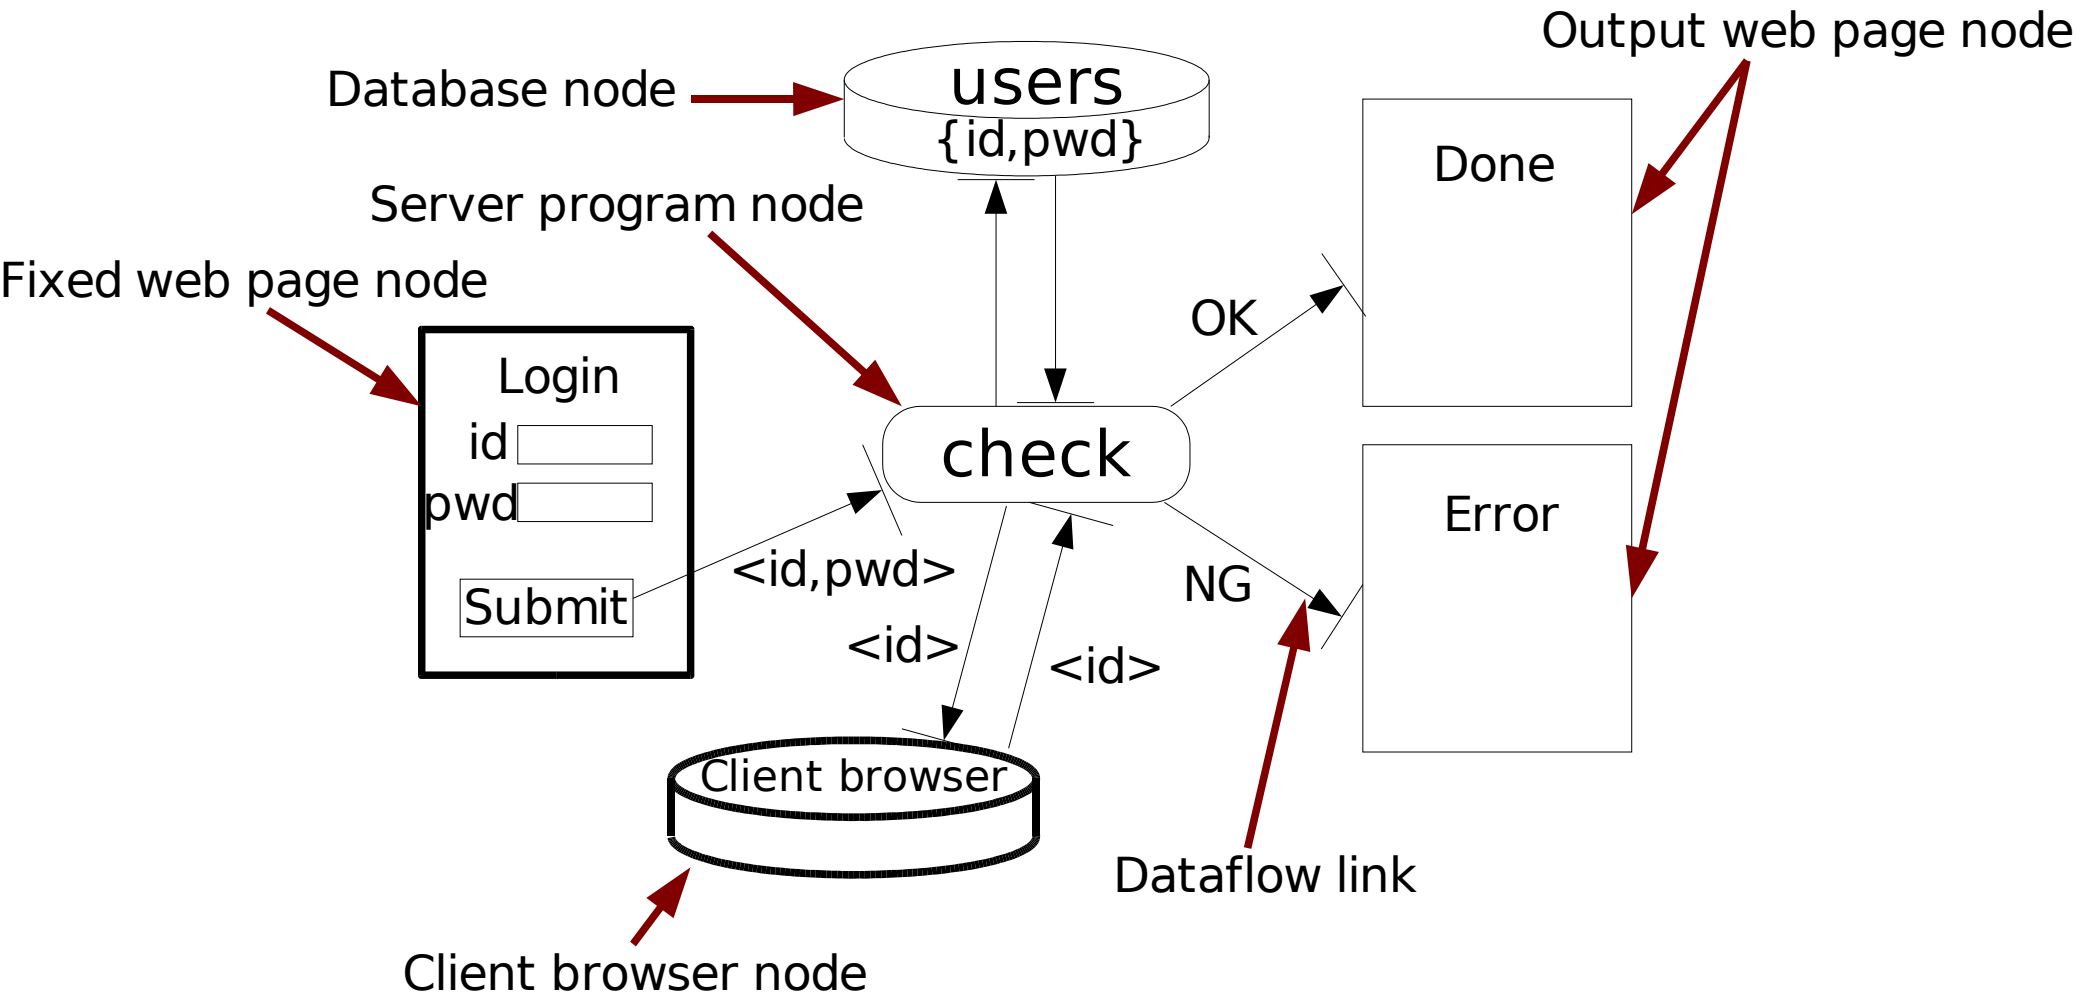 Output web page node
Database node
users
{id,pwd}
Done
Server program node
Fixed web page node
OK
Login
id
check
pwd
Error
<id,pwd>
NG
Submit
<id>
<id>
Client browser
Dataflow link
Client browser node